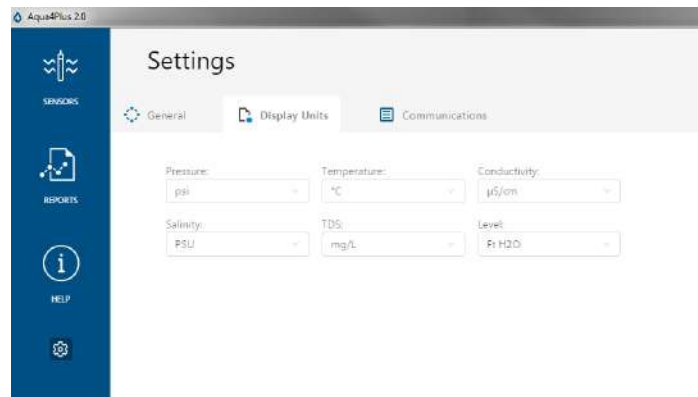 Aqua4Plus 2.0
Settings
SENSORS
General Display Units Communications
Pressure: Temperature: Conductivity:
psi °C µS/cm
REPORTS
Salinity: TDS: Level:
PSU mg/L Ft H2O
HELP